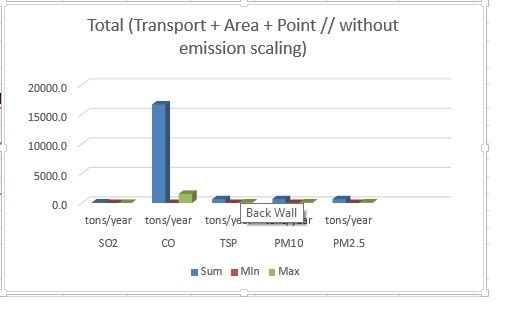 Total (Transport + Area + Point // without
emission scaling)
20000.0
15000.0
10000.0
5000.0
0.0
tons/year tons/year tons/year tons/year
Back Wall
SO2 CO TSP PM10 PM2.5
Sum MIn Max